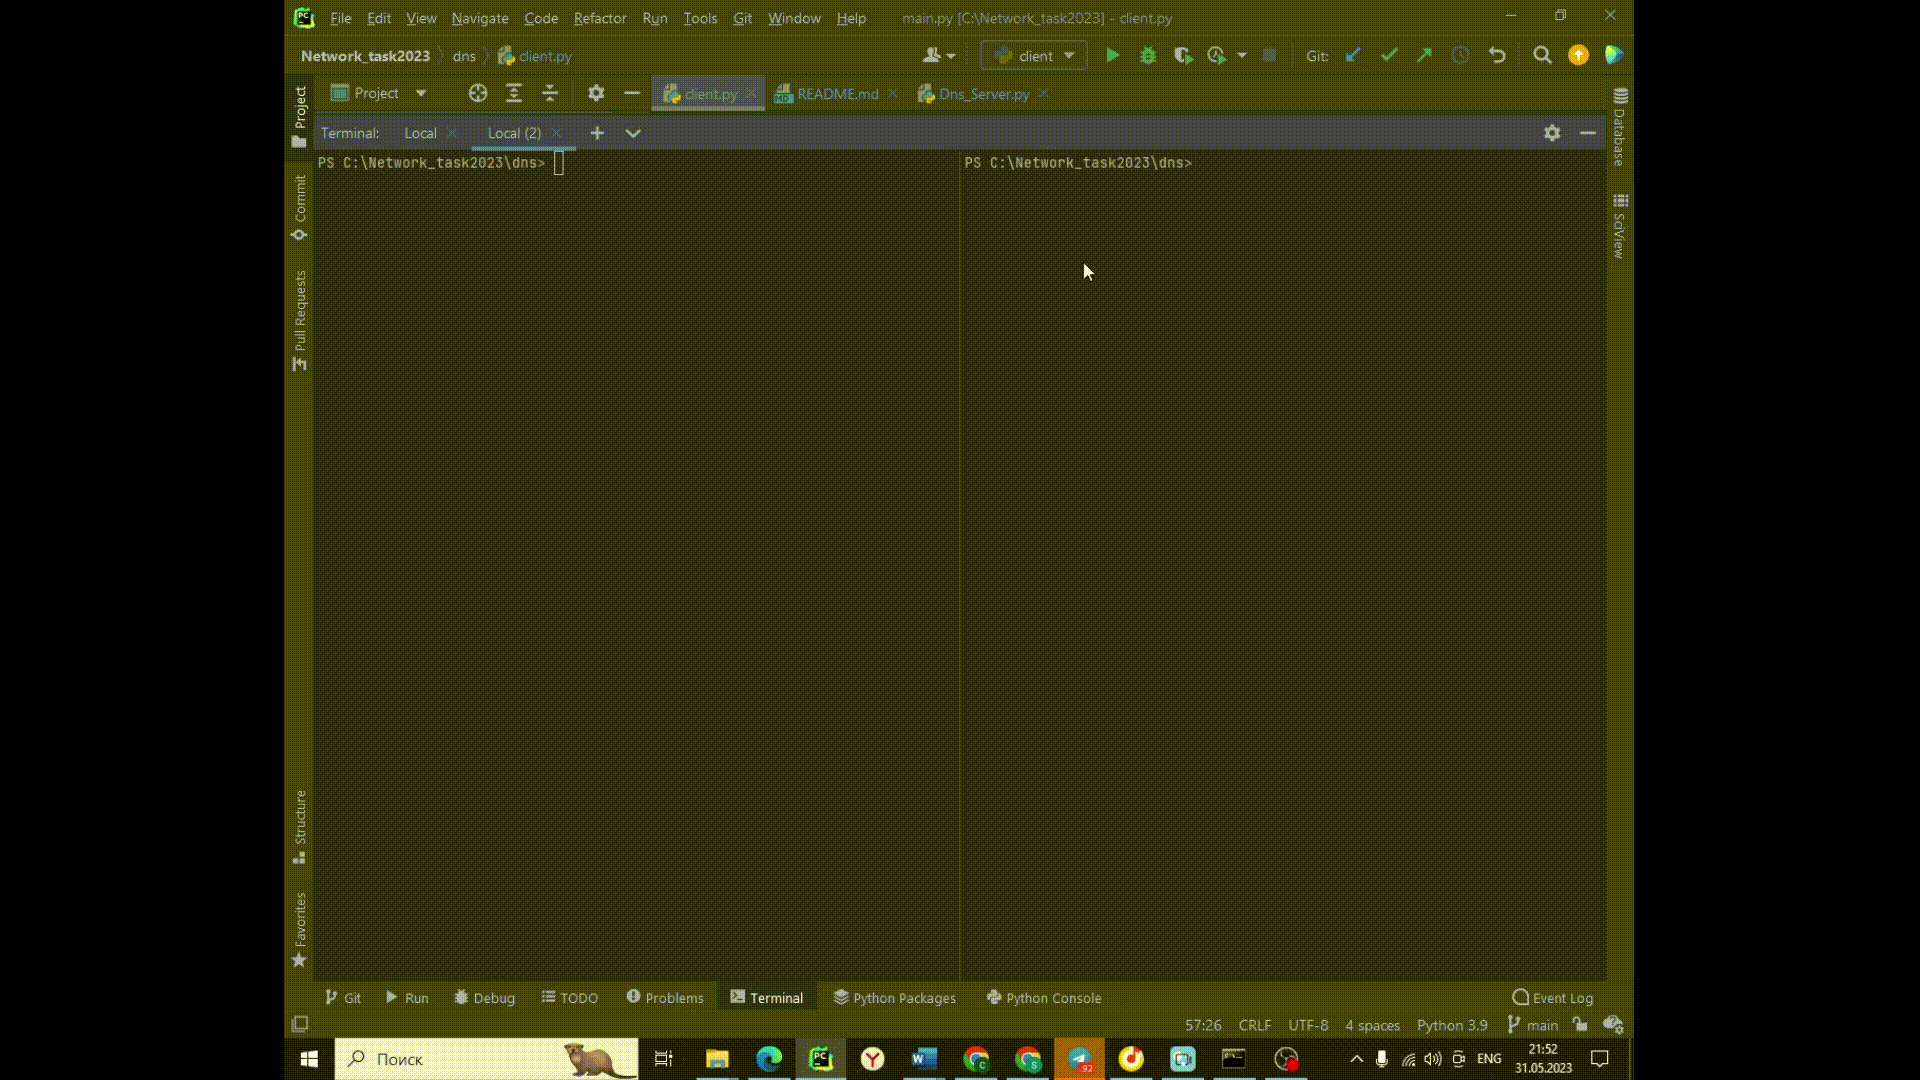 PC File Edit View Navigate Code Refactor Run Tools Git Window Help main.py [C:\Network_task2023] - client.py
Network_task2023 dns client.py client Git:
Project client.py README.md Dns_Server.py
Terminal: Local Local (2)
PS C:\Network_task2023\dns> PS C:\Network_task2023\dns>
Project
Commit
Pull Requests
Structure
Favorites
Database
SciView
Git Run Debug TODO Problems Terminal Python Packages Python Console Event Log
57:26 CRLF UTF-8 4 spaces Python 3.9 main
Поиск PC Y W C S 92 ENG 21:52
31.05.2023